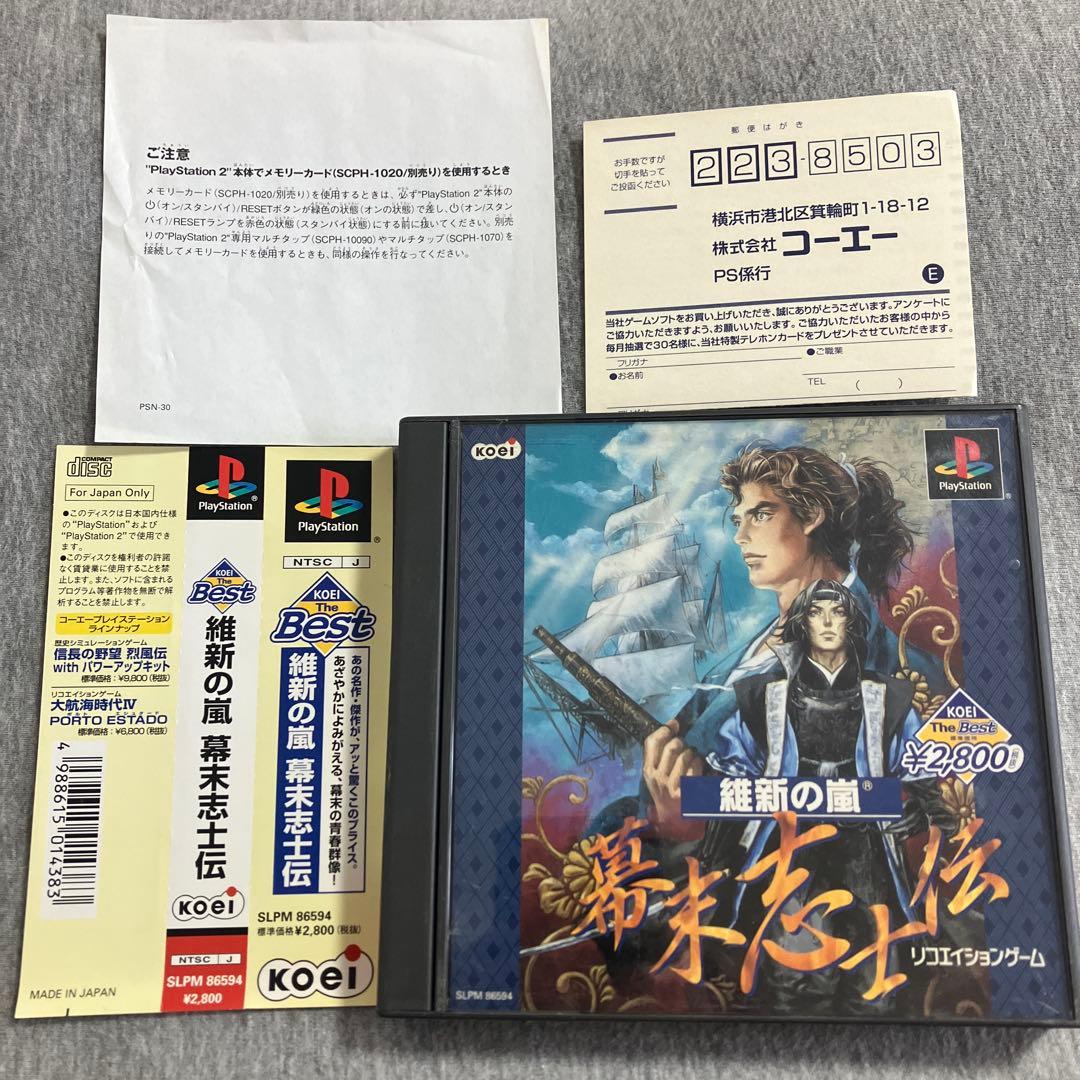 ご注意
"PlayStation 2"本体でメモリーカード(SCPH-1020/別売り)を使用するとき
メモリーカード(SCPH-1020/別売り)を使用するときは、必ず"PlayStation 2"本体の
⏻(オン/スタンバイ)/RESETボタンが緑色の状態(オンの状態)で差し、⏻(オン/スタン
バイ)/RESETランプを赤色の状態(スタンバイ状態)にする前に抜いてください。別売
りの"PlayStation 2"専用マルチタップ(SCPH-10090)やマルチタップ(SCPH-1070)を
接続してメモリーカードを使用するときも、同様の操作を行なってください。
PSN-30
郵便はがき
お手数ですが
切手を貼って
ご投函ください
223-8503
横浜市港北区箕輪町1-18-12
株式会社 コーエー
PS係行
E
当社ゲームソフトをお買い上げいただき、誠にありがとうございます。アンケートに
ご協力いただきますよう、お願いいたします。ご協力いただいたお客様の中から
毎月抽選で30名様に、当社特製テレホンカードをプレゼントさせていただきます。
フリガナ
●お名前
●ご職業
TEL ( )
COMPACT
disc
For Japan Only
●このディスクは日本国内仕様
の"PlayStation"および
"PlayStation 2"で使用でき
ます。
●このディスクを権利者の許諾
なく賃貸業に使用することを禁
止します。また、ソフトに含まれる
プログラム等著作物を無断で解
析することを禁止します。
コーエープレイステーション
ラインナップ
歴史シミュレーションゲーム
信長の野望 烈風伝
with パワーアップキット
標準価格:¥9,800(税抜)
リコエイションゲーム
大航海時代Ⅳ
PORTO ESTADO
標準価格:¥6,800(税抜)
4 988615 014383
MADE IN JAPAN
PlayStation®
KOEI
The
Best
維新の嵐 幕末志士伝
Koei
NTSC J
SLPM 86594
¥2,800
PlayStation®
NTSC J
KOEI
The
Best
あの名作・傑作が、アッと驚くこのプライス。
あざやかによみがえる、幕末の青春群像!
維新の嵐 幕末志士伝
SLPM 86594
標準価格¥2,800(税抜)
Koei
Koei
PlayStation®
KOEI
The Best
標準価格
¥2,800(税抜)
維新の嵐®
幕末志士伝
リコエイションゲーム
SLPM 86594